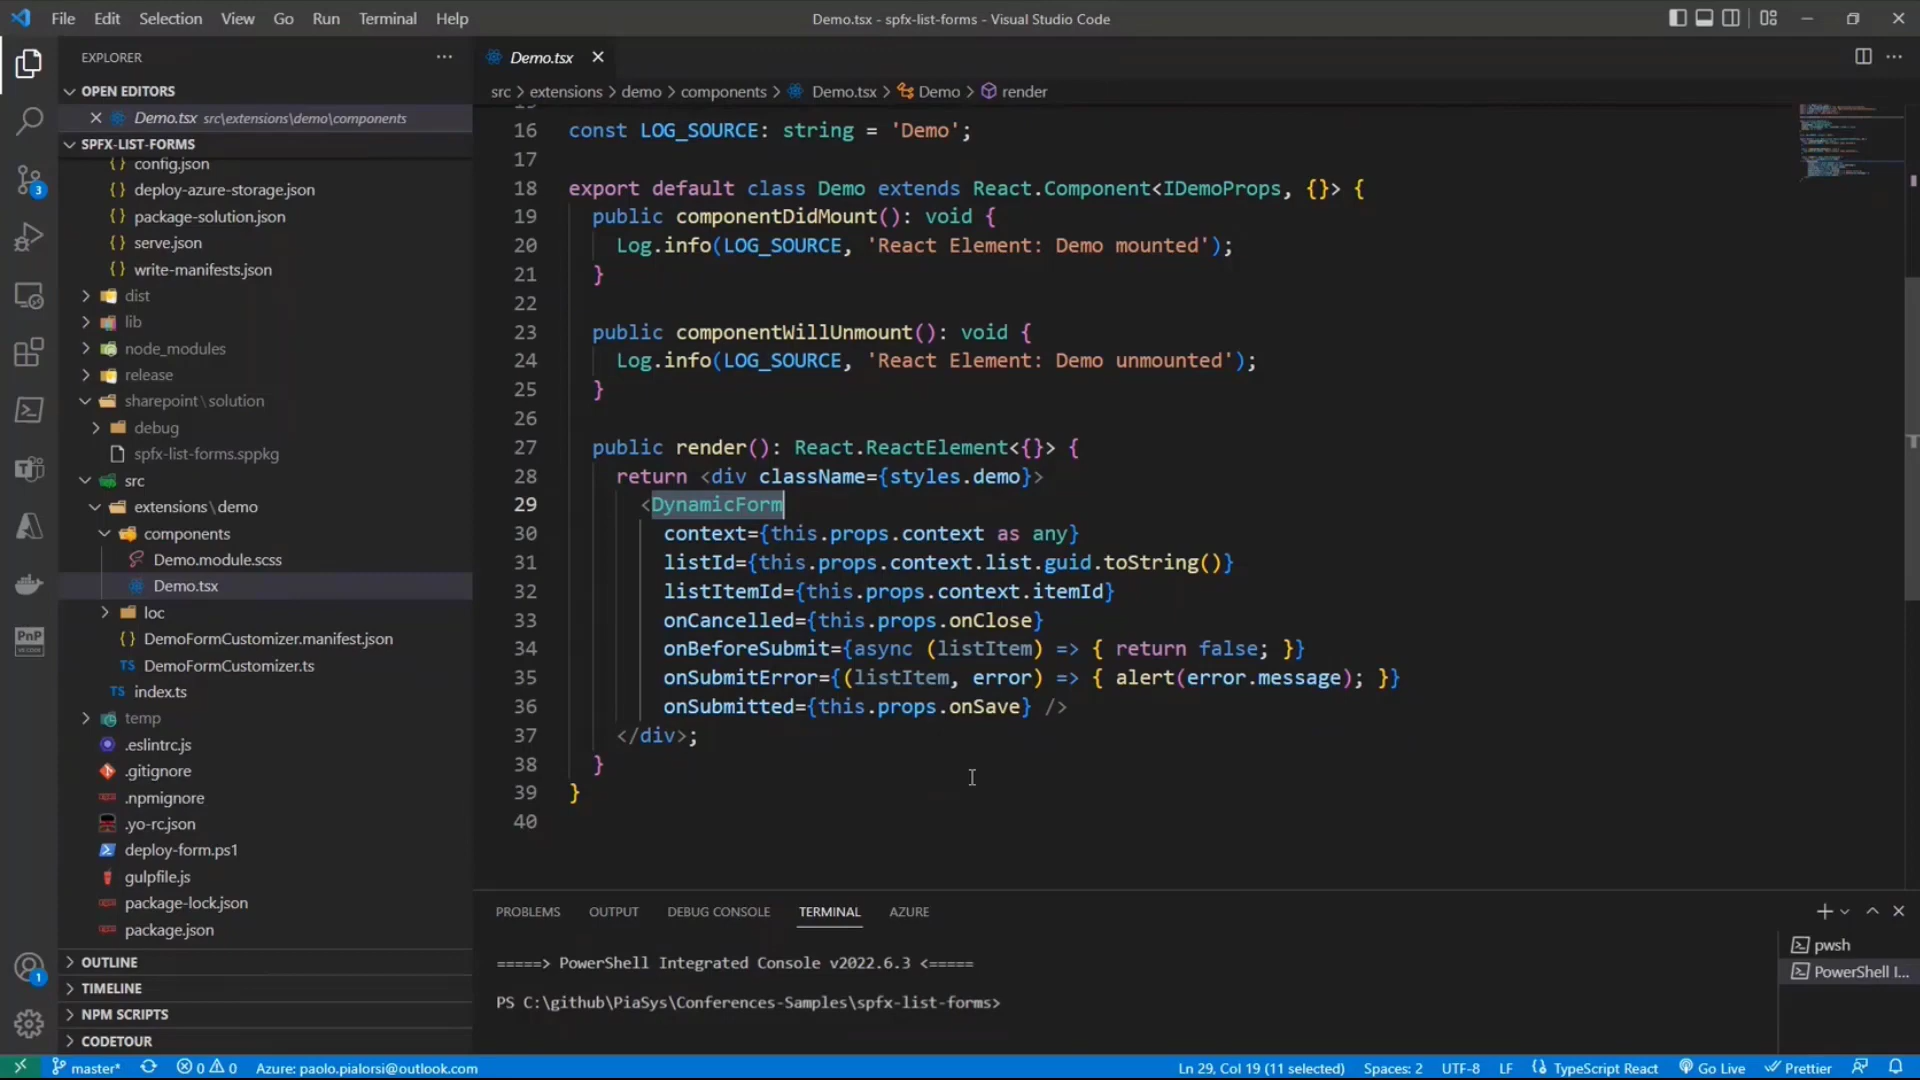 File Edit Selection View Go Run Terminal Help
Demo.tsx - spfx-list-forms - Visual Studio Code
EXPLORER
OPEN EDITORS
Demo.tsx src\extensions\demo\components
SPFX-LIST-FORMS
config.json
deploy-azure-storage.json
package-solution.json
serve.json
write-manifests.json
dist
lib
node_modules
release
sharepoint\solution
debug
spfx-list-forms.sppkg
src
extensions\demo
components
Demo.module.scss
Demo.tsx
loc
DemoFormCustomizer.manifest.json
DemoFormCustomizer.ts
index.ts
temp
.eslintrc.js
.gitignore
.npmignore
.yo-rc.json
deploy-form.ps1
gulpfile.js
package-lock.json
package.json
OUTLINE
TIMELINE
NPM SCRIPTS
CODETOUR
3
PnP
1
Demo.tsx
src > extensions > demo > components > Demo.tsx > Demo > render
16 const LOG_SOURCE: string = 'Demo';
17
18 export default class Demo extends React.Component<IDemoProps, {}> {
19 public componentDidMount(): void {
20 Log.info(LOG_SOURCE, 'React Element: Demo mounted');
21 }
22
23 public componentWillUnmount(): void {
24 Log.info(LOG_SOURCE, 'React Element: Demo unmounted');
25 }
26
27 public render(): React.ReactElement<{}> {
28 return <div className={styles.demo}>
29 <DynamicForm
30 context={this.props.context as any}
31 listId={this.props.context.list.guid.toString()}
32 listItemId={this.props.context.itemId}
33 onCancelled={this.props.onClose}
34 onBeforeSubmit={async (listItem) => { return false; }}
35 onSubmitError={(listItem, error) => { alert(error.message); }}
36 onSubmitted={this.props.onSave} />
37 </div>;
38 }
39 }
40
PROBLEMS OUTPUT DEBUG CONSOLE TERMINAL AZURE
=====> PowerShell Integrated Console v2022.6.3 <=====
PS C:\github\PiaSys\Conferences-Samples\spfx-list-forms>
pwsh
PowerShell I...
master* 0 0 Azure: paolo.pialorsi@outlook.com
Ln 29, Col 19 (11 selected) Spaces: 2 UTF-8 LF TypeScript React Go Live Prettier